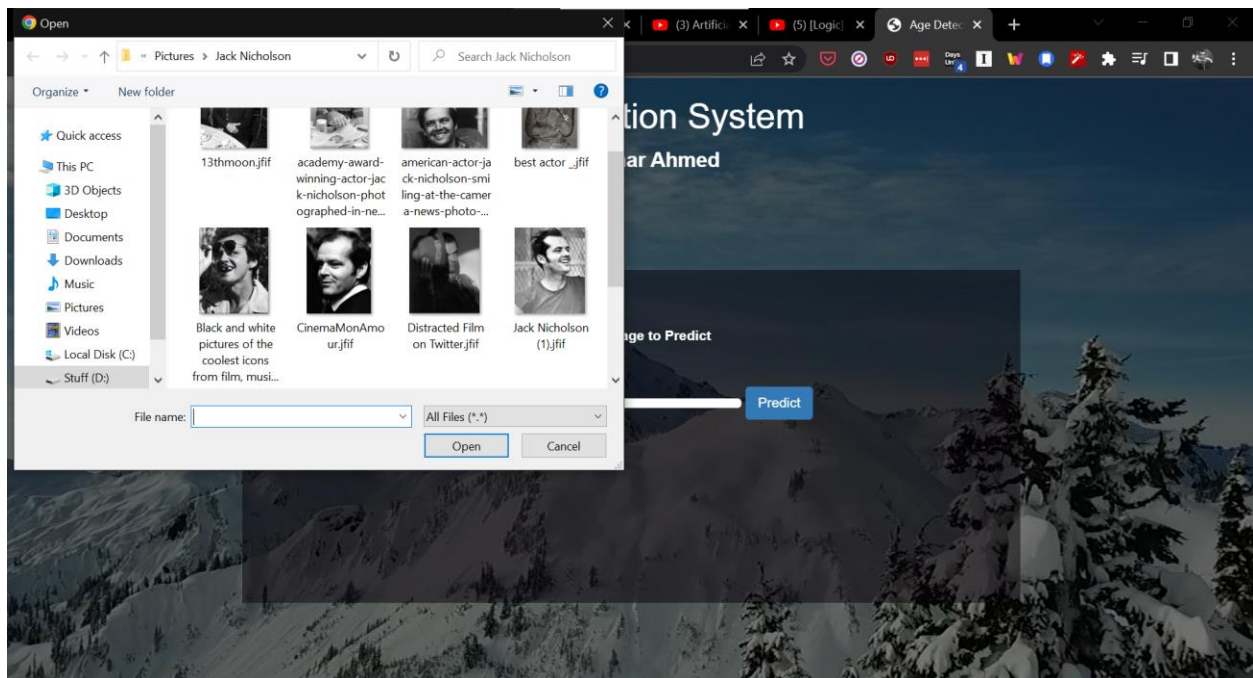 Open
(3) Artifici
(5) [Logic]
Age Detec
« Pictures > Jack Nicholson
Search Jack Nicholson
Days
4
Organize
New folder
Quick access
This PC
3D Objects
Desktop
Documents
Downloads
Music
Pictures
Videos
Local Disk (C:)
Stuff (D:)
13thmoon.jfif
academy-award-
winning-actor-jac
k-nicholson-phot
ographed-in-ne...
american-actor-ja
ck-nicholson-smi
ling-at-the-camer
a-news-photo-...
best actor _.jfif
Black and white
pictures of the
coolest icons
from film, musi...
CinemaMonAmo
ur.jfif
Distracted Film
on Twitter.jfif
Jack Nicholson
(1).jfif
File name:
All Files (*.*)
Open
Cancel
tion System
ar Ahmed
age to Predict
Predict